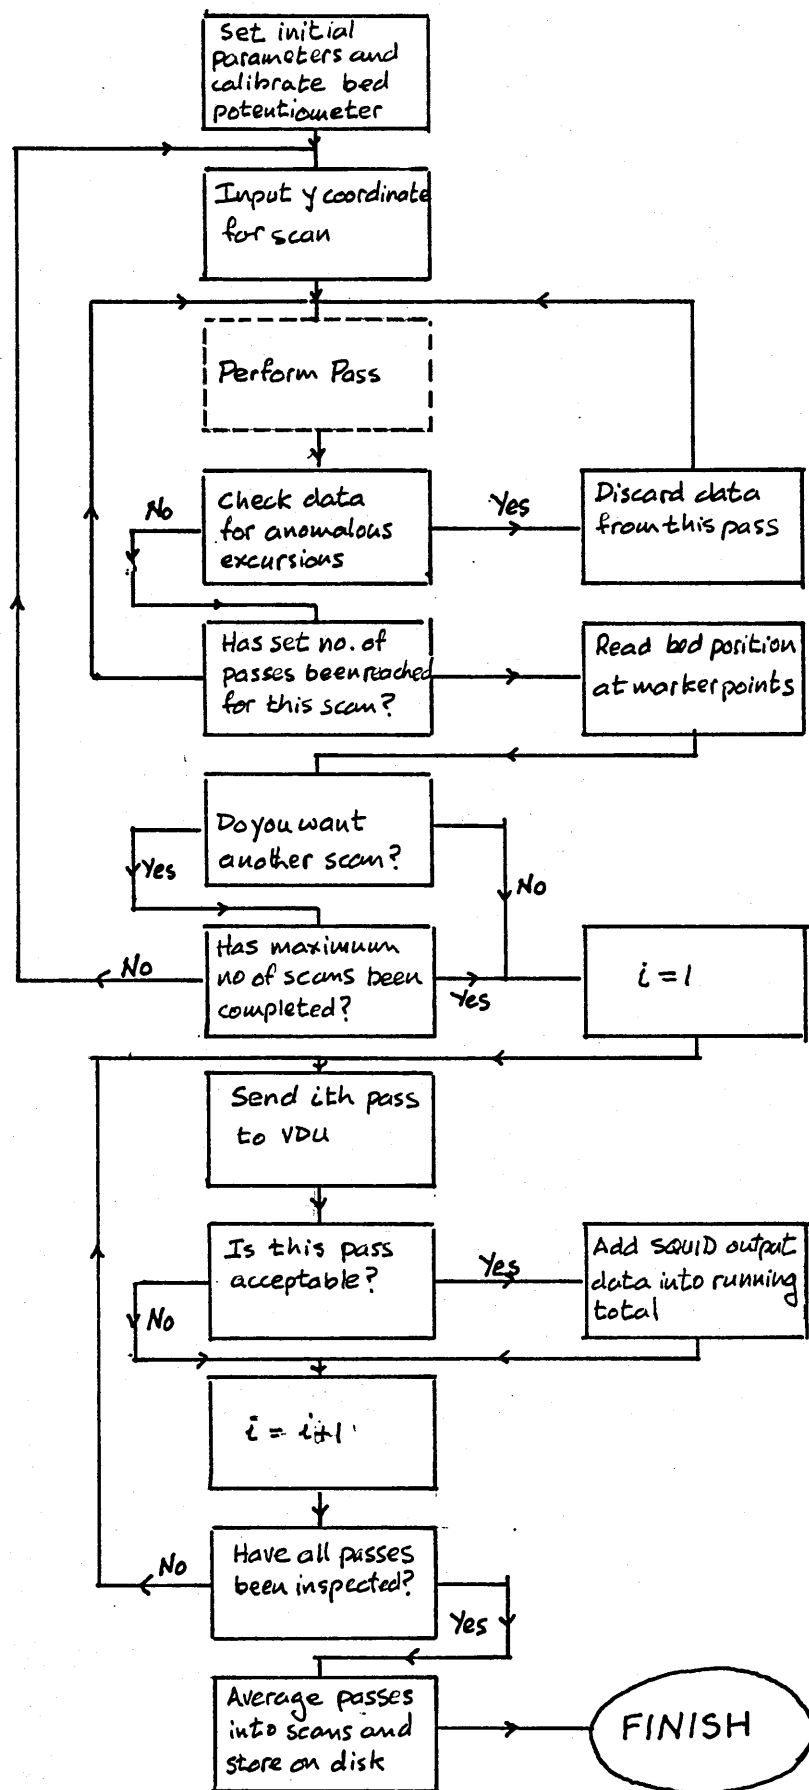 Set initial
parameters and
calibrate bed
potentiometer
Input y coordinate
for scan
Perform Pass
Check data
for anomalous
excursions
No
Yes
Discard data
from this pass
Has set no. of
passes been reached
for this scan?
Read bed position
at marker points
Do you want
another scan?
Yes
No
Has maximum
no of scans been
completed?
No
Yes
i = 1
Send ith pass
to VDU
Is this pass
acceptable?
Yes
No
Add SQUID output
data into running
total
i = i+1
Have all passes
been inspected?
No
Yes
Average passes
into scans and
store on disk
FINISH